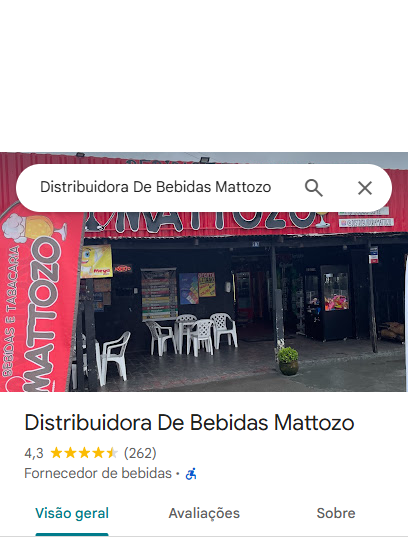 Distribuidora De Bebidas Mattozo
MATTOZO
BEBIDAS E TABACARIA
MATTOZO
Distribuidora De Bebidas Mattozo
4,3 (262)
Fornecedor de bebidas ·
Visão geral Avaliações Sobre